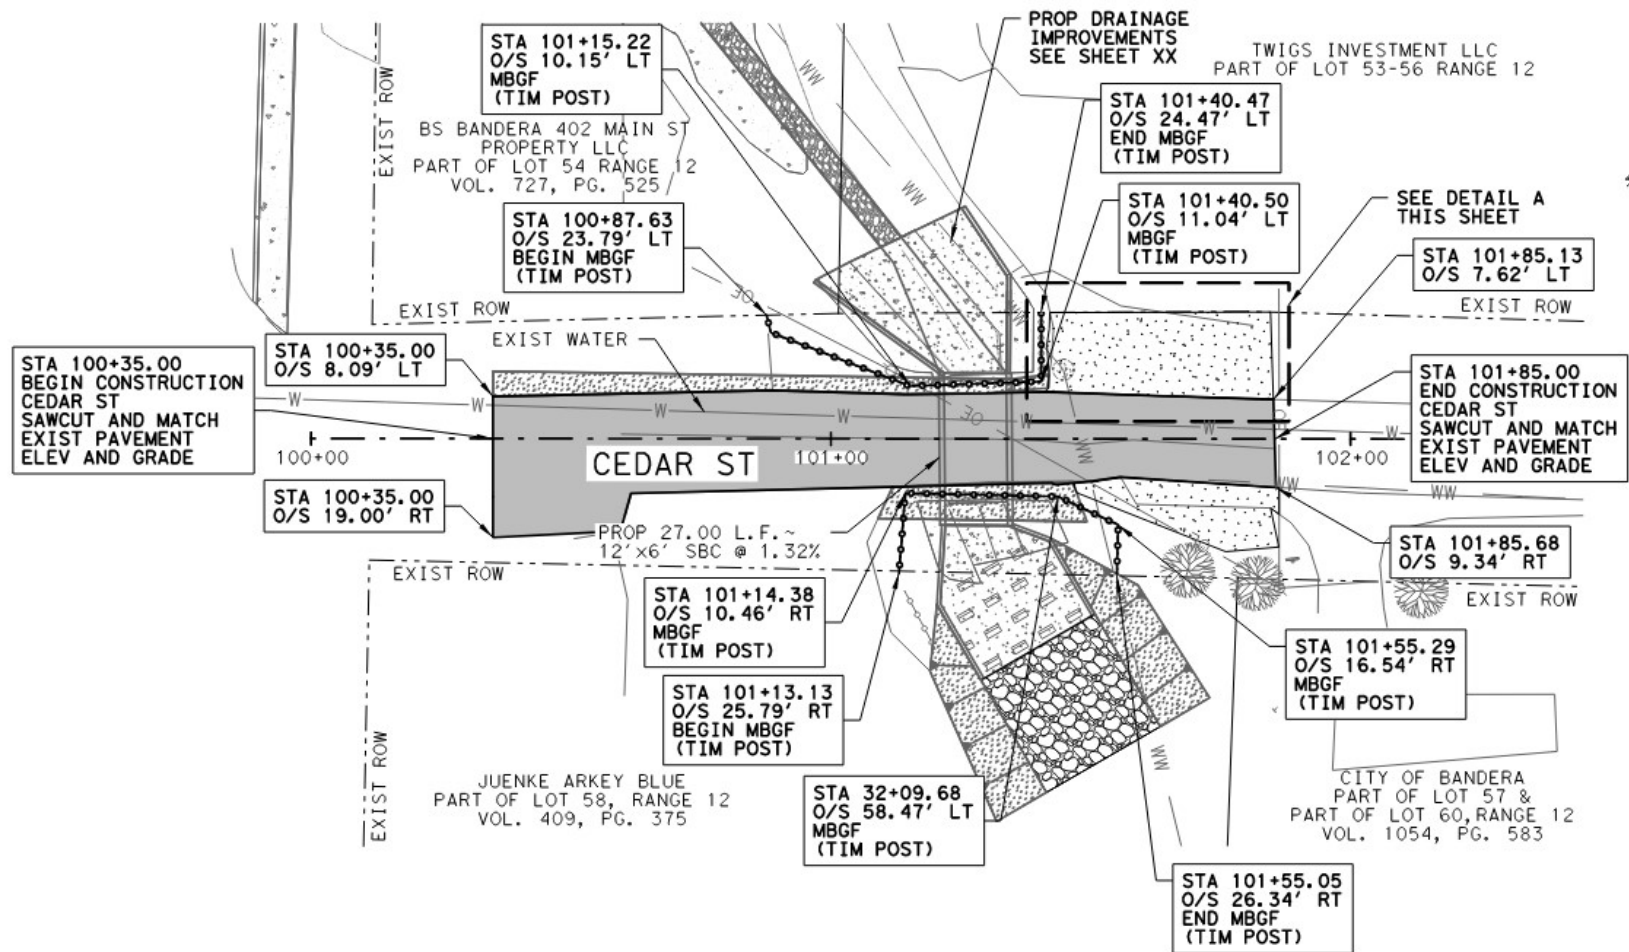 PROP DRAINAGE
IMPROVEMENTS
SEE SHEET XX
TWIGS INVESTMENT LLC
PART OF LOT 53-56 RANGE 12
STA 101+15.22
O/S 10.15' LT
MBGF
(TIM POST)
EXIST ROW
WW
STA 101+40.47
O/S 24.47' LT
END MBGF
(TIM POST)
BS BANDERA 402 MAIN ST
PROPERTY LLC
PART OF LOT 54 RANGE 12
VOL. 727, PG. 525
WW
STA 101+40.50
O/S 11.04' LT
MBGF
(TIM POST)
SEE DETAIL A
THIS SHEET
STA 100+87.63
O/S 23.79' LT
BEGIN MBGF
(TIM POST)
STA 101+85.13
O/S 7.62' LT
OE
WW
EXIST ROW
EXIST ROW
EXIST WATER
STA 100+35.00
O/S 8.09' LT
STA 100+35.00
BEGIN CONSTRUCTION
CEDAR ST
SAWCUT AND MATCH
EXIST PAVEMENT
ELEV AND GRADE
STA 101+85.00
END CONSTRUCTION
CEDAR ST
SAWCUT AND MATCH
EXIST PAVEMENT
ELEV AND GRADE
W
W
W
W
OE
W
W
W
W
100+00
CEDAR ST
101+00
WW
102+00
WW
WW
STA 100+35.00
O/S 19.00' RT
PROP 27.00 L.F.~
12'x6' SBC @ 1.32%
STA 101+85.68
O/S 9.34' RT
EXIST ROW
EXIST ROW
STA 101+14.38
O/S 10.46' RT
MBGF
(TIM POST)
STA 101+55.29
O/S 16.54' RT
MBGF
(TIM POST)
STA 101+13.13
O/S 25.79' RT
BEGIN MBGF
(TIM POST)
EXIST ROW
WW
JUENKE ARKEY BLUE
PART OF LOT 58, RANGE 12
VOL. 409, PG. 375
STA 32+09.68
O/S 58.47' LT
MBGF
(TIM POST)
CITY OF BANDERA
PART OF LOT 57 &
PART OF LOT 60,RANGE 12
VOL. 1054, PG. 583
STA 101+55.05
O/S 26.34' RT
END MBGF
(TIM POST)